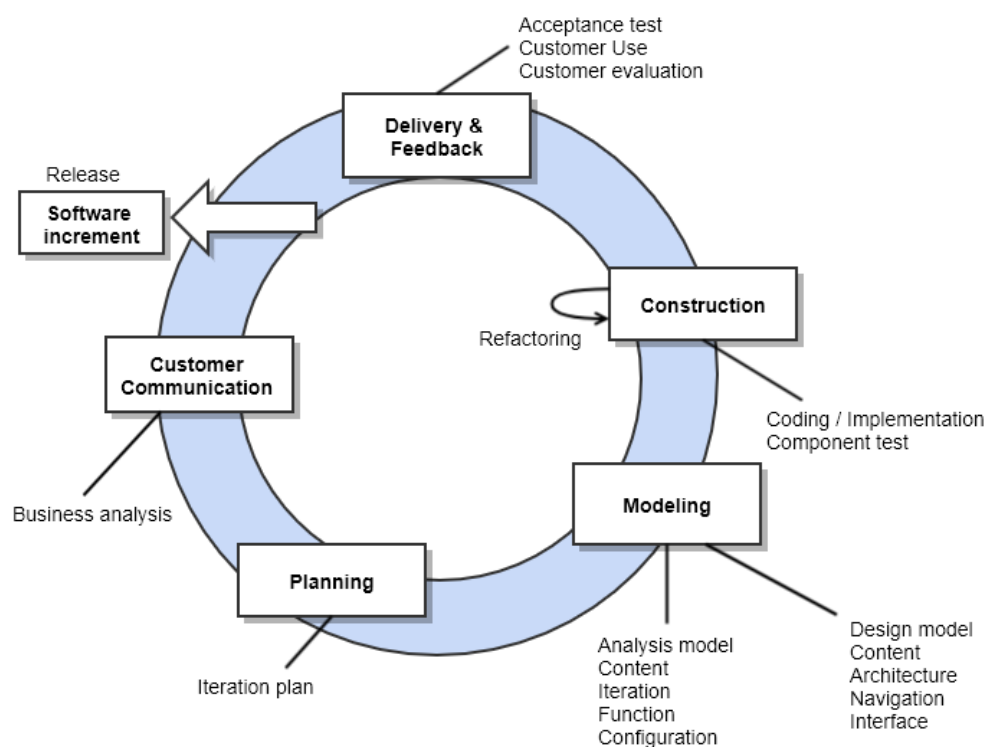 Acceptance test
Customer Use
Customer evaluation
Delivery &
Feedback
Release
Software
increment
Construction
Refactoring
Customer
Communication
Coding / Implementation
Component test
Modeling
Business analysis
Planning
Iteration plan
Analysis model
Content
Iteration
Function
Configuration
Design model
Content
Architecture
Navigation
Interface